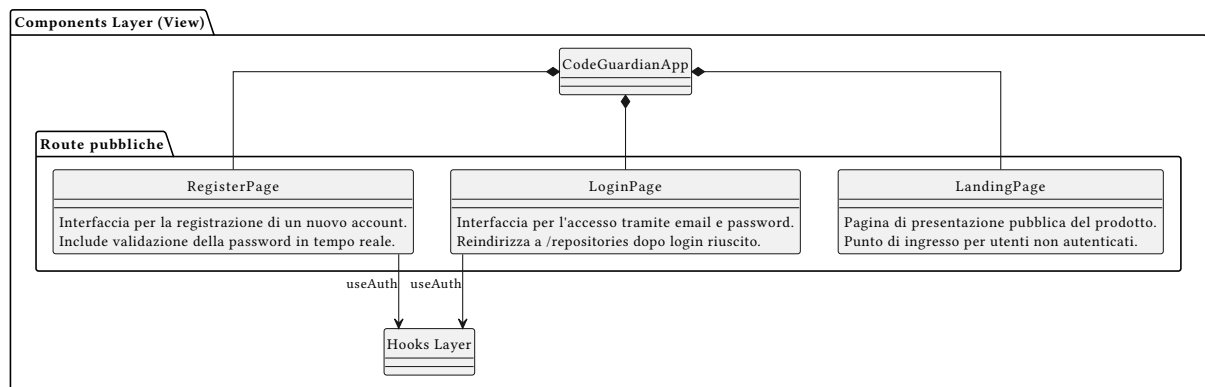 Components Layer (View)
CodeGuardianApp
Route pubbliche
RegisterPage
Interfaccia per la registrazione di un nuovo account.
Include validazione della password in tempo reale.
LoginPage
Interfaccia per l'accesso tramite email e password.
Reindirizza a /repositories dopo login riuscito.
LandingPage
Pagina di presentazione pubblica del prodotto.
Punto di ingresso per utenti non autenticati.
useAuth
useAuth
Hooks Layer